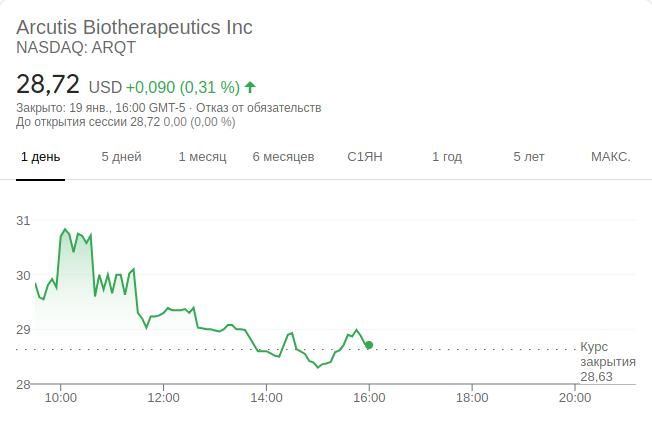 Arcutis Biotherapeutics Inc
NASDAQ: ARQT
28,72 USD +0,090 (0,31 %)
Закрыто: 19 янв., 16:00 GMT-5 · Отказ от обязательств
До открытия сессии 28,72 0,00 (0,00 %)
1 день 5 дней 1 месяц 6 месяцев С1ЯН 1 год 5 лет МАКС.
31
30
29
Курс
закрытия
28,63
28
10:00 12:00 14:00 16:00 18:00 20:00